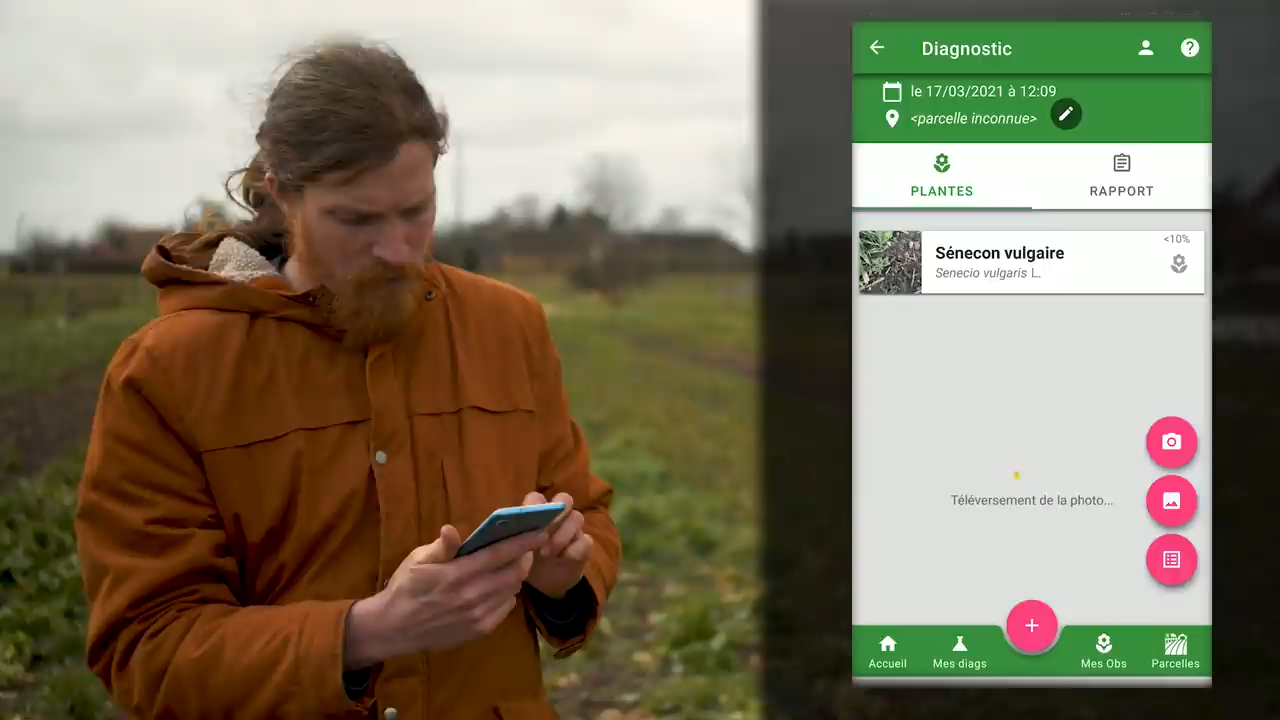 Diagnostic
le 17/03/2021 à 12:09
<parcelle inconnue>
PLANTES
RAPPORT
<10%
Sénecon vulgaire
Senecio vulgaris L.
Téléversement de la photo...
+
Accueil
Mes diags
Mes Obs
Parcelles